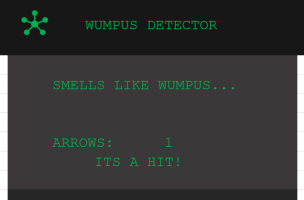 WUMPUS DETECTOR
SMELLS LIKE WUMPUS...
ARROWS: 1
ITS A HIT!